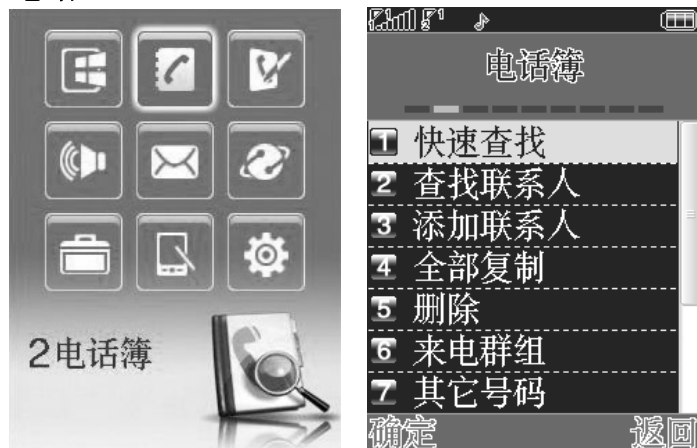 2电话簿
电话簿
1 快速查找
2 查找联系人
3 添加联系人
4 全部复制
5 删除
6 来电群组
7 其它号码
确定 返回